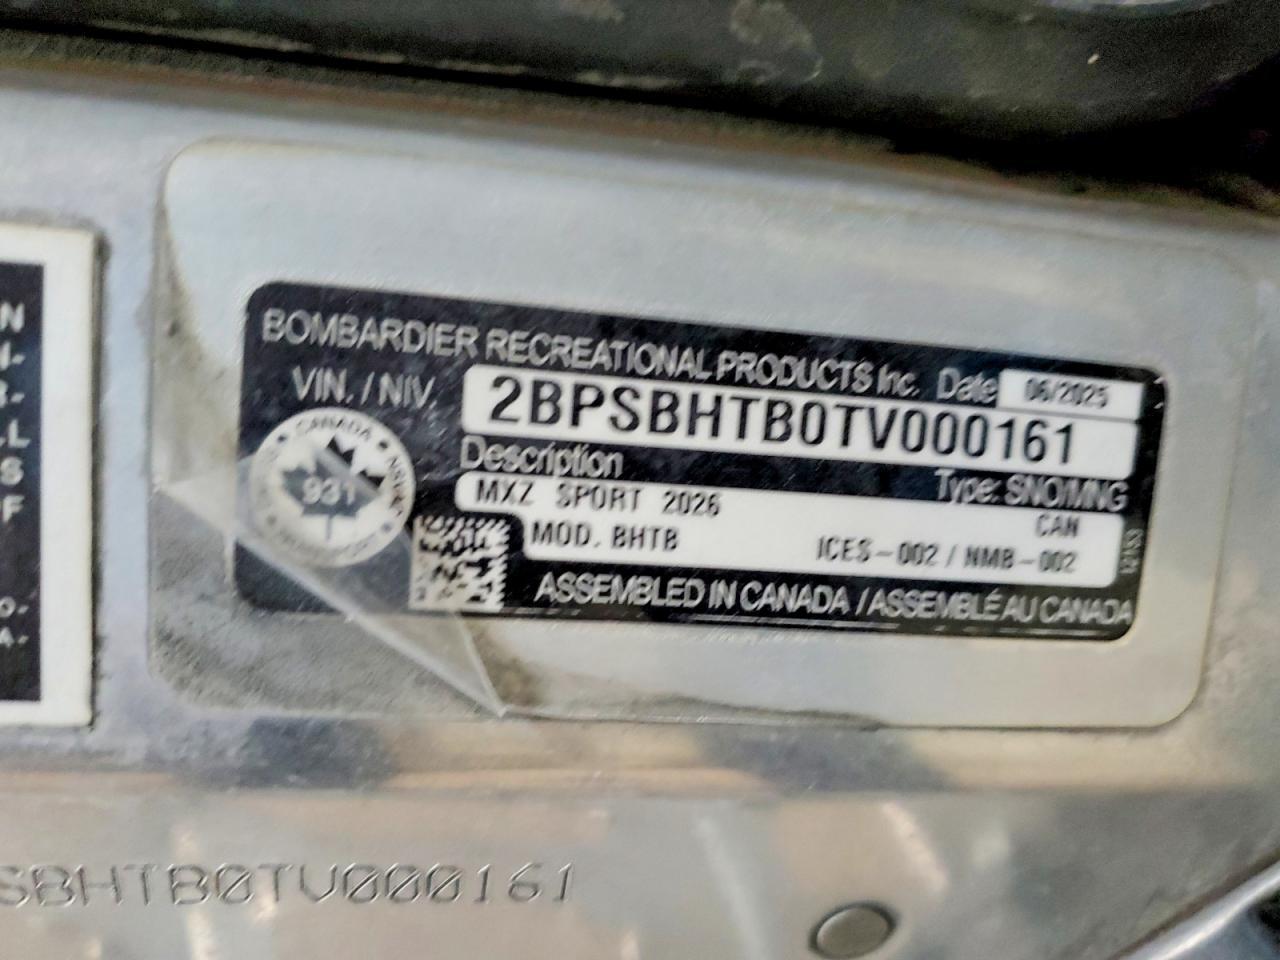 BOMBARDIER RECREATIONAL PRODUCTS Inc. Date 06/2025
VIN. / NIV. 2BPSBHTB0TV000161
Description Type: SNO/MNG
MXZ SPORT 2026 CAN
MOD. BHTB ICES-002 / NMB-002
ASSEMBLED IN CANADA / ASSEMBLÉ AU CANADA
CANADA
931
SBHTB0TV000161